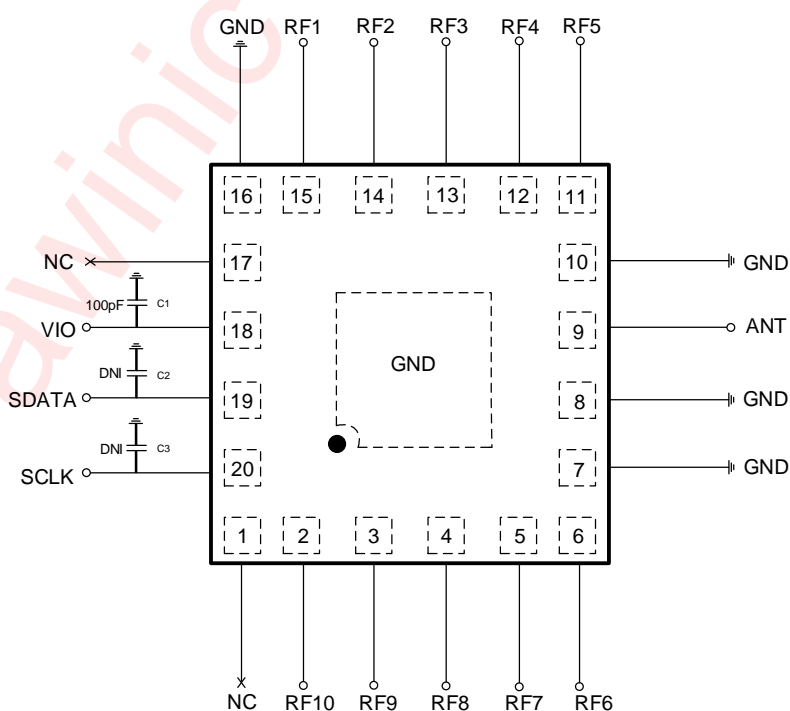 awinic
GND RF1 RF2 RF3 RF4 RF5
16 15 14 13 12 11
NC 17 10 GND
100pF C1
VIO 18 9 ANT
GND
DNI C2
SDATA 19 8 GND
DNI C3
SCLK 20 7 GND
1 2 3 4 5 6
NC RF10 RF9 RF8 RF7 RF6